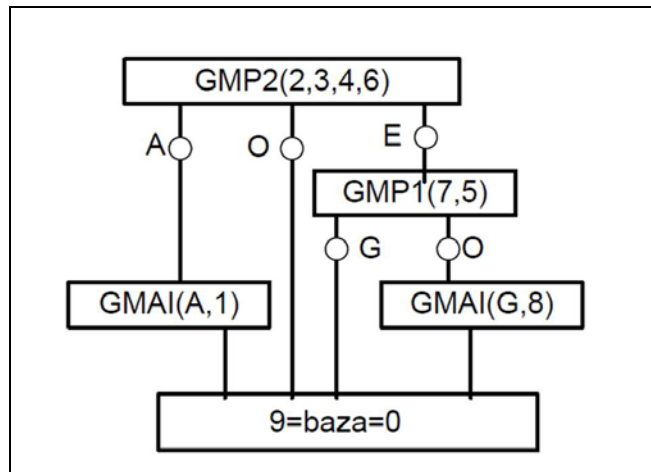 GMP2(2,3,4,6)
A O E
GMP1(7,5)
G O
GMAI(A,1) GMAI(G,8)
9=baza=0